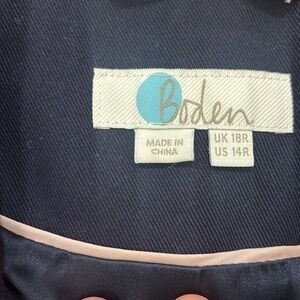 Boden
MADE IN
CHINA
UK 18R
US 14R